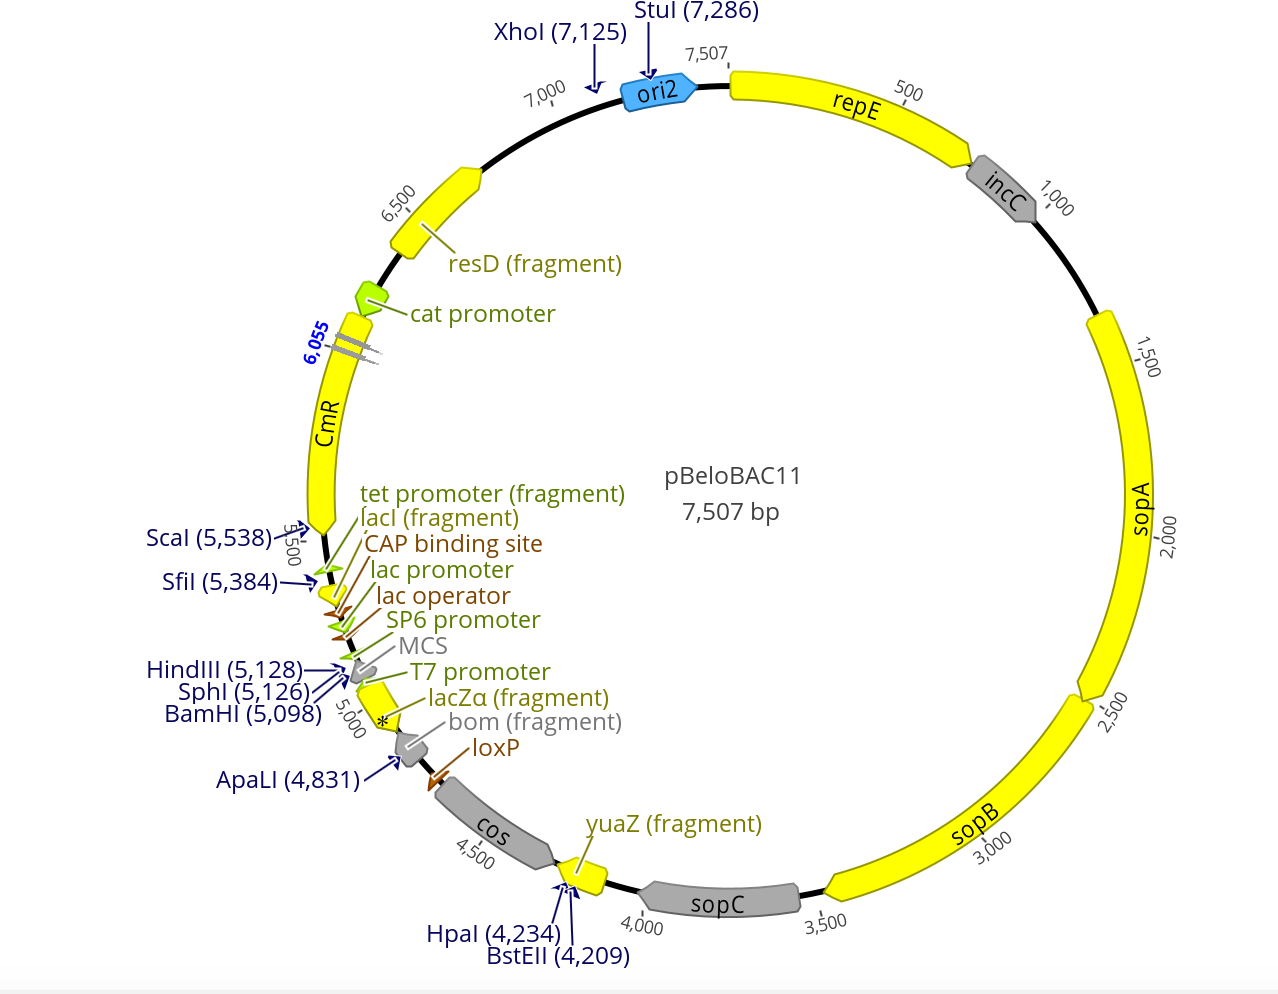 StuI (7,286)
XhoI (7,125)
7,507
7,000
ori2
repE
500
incC
1,000
6,500
resD (fragment)
cat promoter
6,055
1,500
CmR
pBeloBAC11
7,507 bp
tet promoter (fragment)
lacI (fragment)
sopA
ScaI (5,538)
5,500
CAP binding site
2,000
SfiI (5,384)
lac promoter
lac operator
SP6 promoter
MCS
HindIII (5,128)
T7 promoter
SphI (5,126)
lacZα (fragment)
BamHI (5,098)
5,000
*
bom (fragment)
2,500
loxP
ApaLI (4,831)
yuaZ (fragment)
sopB
cos
4,500
3,000
sopC
4,000
3,500
HpaI (4,234)
BstEII (4,209)